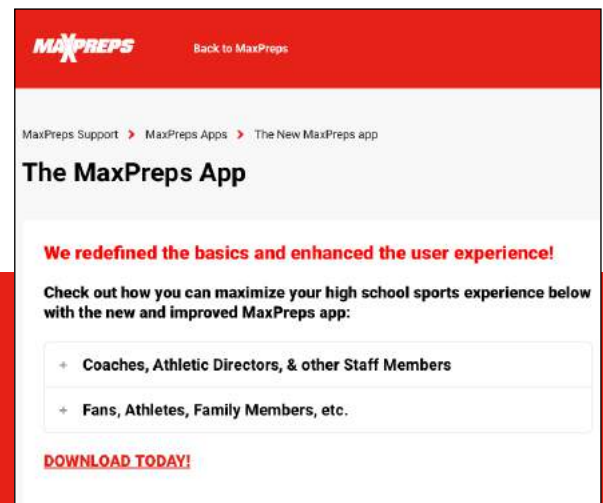 MAXPREPS
Back to MaxPreps
MaxPreps Support > MaxPreps Apps > The New MaxPreps app
The MaxPreps App
We redefined the basics and enhanced the user experience!
Check out how you can maximize your high school sports experience below
with the new and improved MaxPreps app:
+ Coaches, Athletic Directors, & other Staff Members
+ Fans, Athletes, Family Members, etc.
DOWNLOAD TODAY!